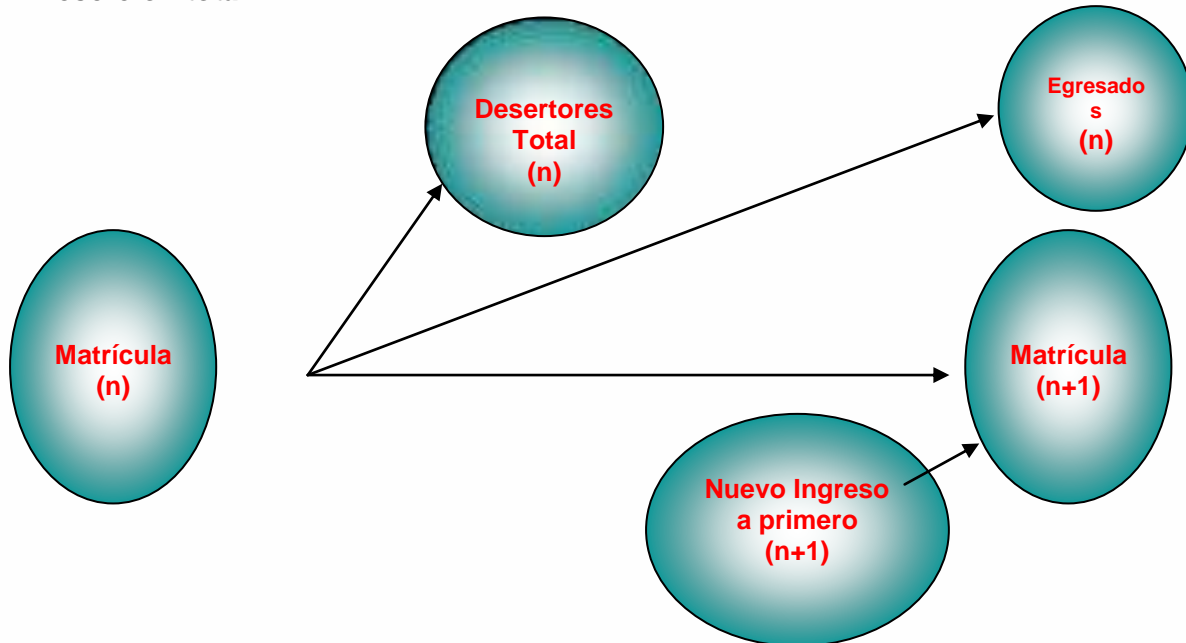 Desertores
Total
(n)
Egresado
s
(n)
Matrícula
(n)
Matrícula
(n+1)
Nuevo Ingreso
a primero
(n+1)